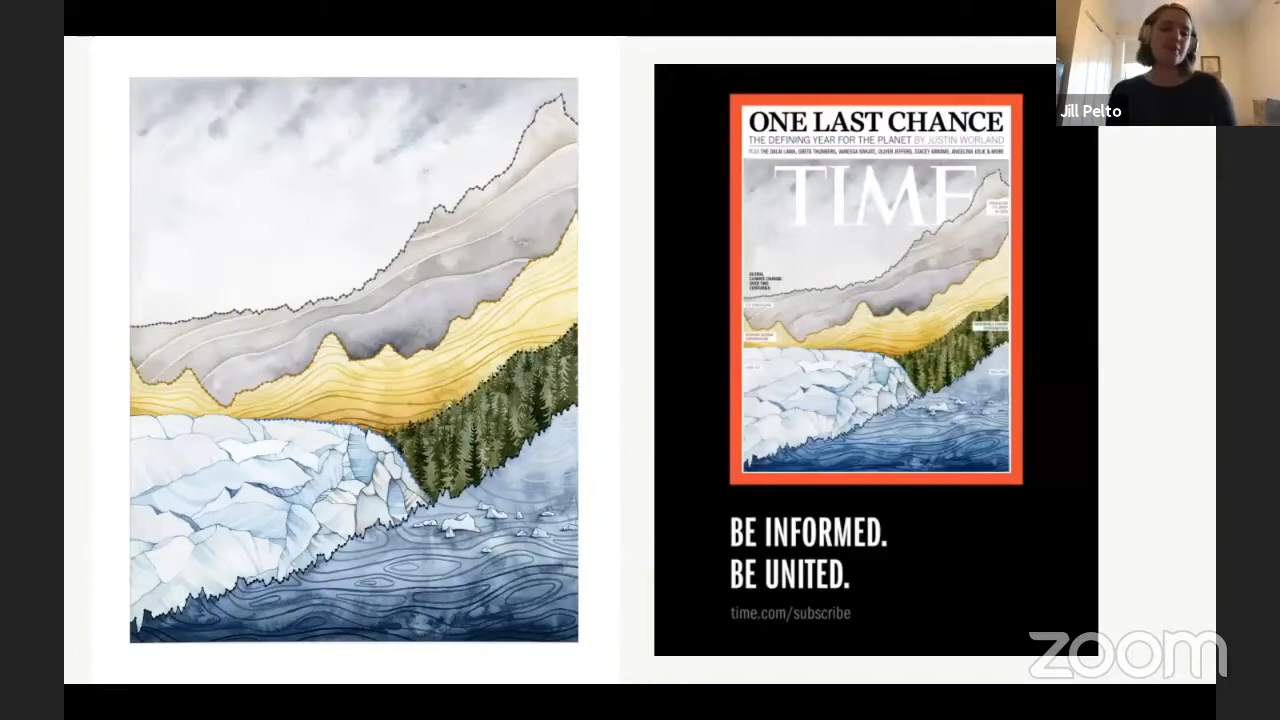 Jill Pelto
ONE LAST CHANCE
THE DEFINING YEAR FOR THE PLANET BY JUSTIN WORLAND
PLUS THE DALAI LAMA, GRETA THUNBERG, VANESSA NAKATE, OLIVER JEFFERS, STACEY ABRAMS, ANGELINA JOLIE & MORE
TIME
GLOBAL
CLIMATE CHANGE
OVER TWO
CENTURIES
BE INFORMED.
BE UNITED.
time.com/subscribe
zoom